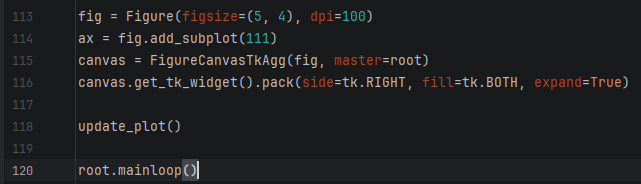 113 fig = Figure(figsize=(5, 4), dpi=100)
114 ax = fig.add_subplot(111)
115 canvas = FigureCanvasTkAgg(fig, master=root)
116 canvas.get_tk_widget().pack(side=tk.RIGHT, fill=tk.BOTH, expand=True)
117
118 update_plot()
119
120 root.mainloop()